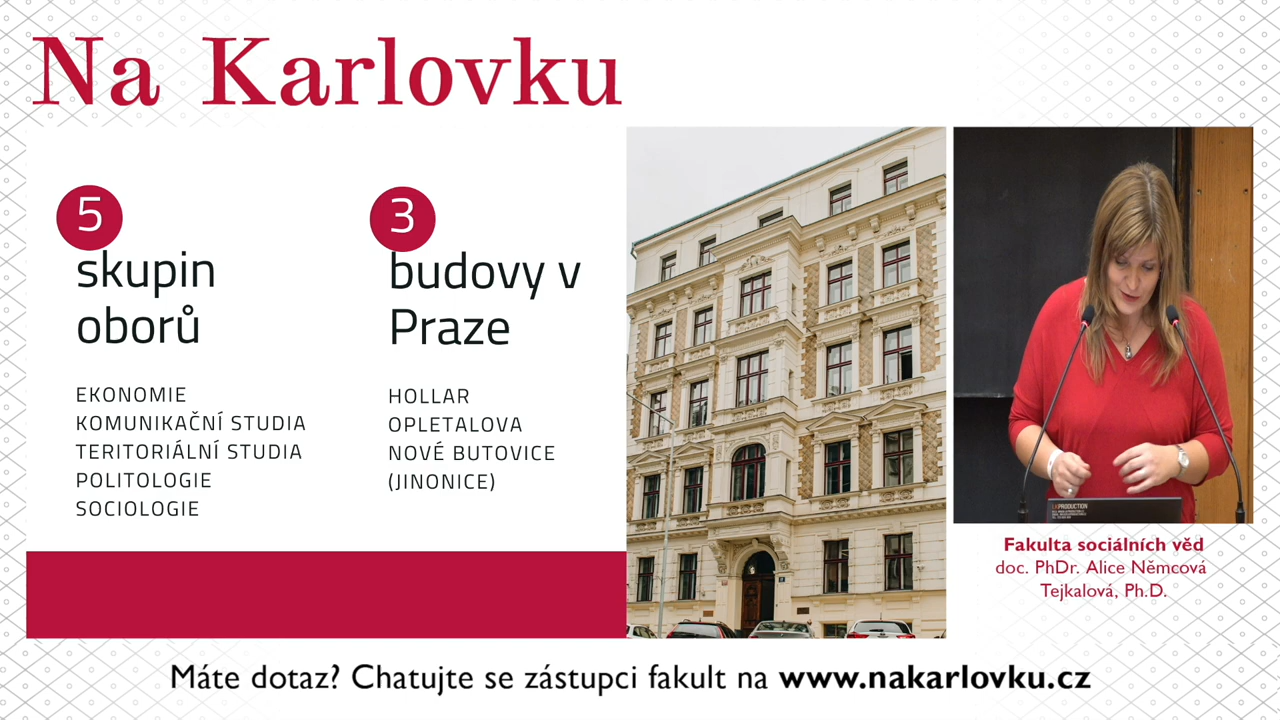 Na Karlovku
5
skupin
oborů
EKONOMIE
KOMUNIKAČNÍ STUDIA
TERITORIÁLNÍ STUDIA
POLITOLOGIE
SOCIOLOGIE
3
budovy v
Praze
HOLLAR
OPLETALOVA
NOVÉ BUTOVICE
(JINONICE)
PRODUCTION
Fakulta sociálních věd
doc. PhDr. Alice Němcová
Tejkalová, Ph.D.
Máte dotaz? Chatujte se zástupci fakult na www.nakarlovku.cz